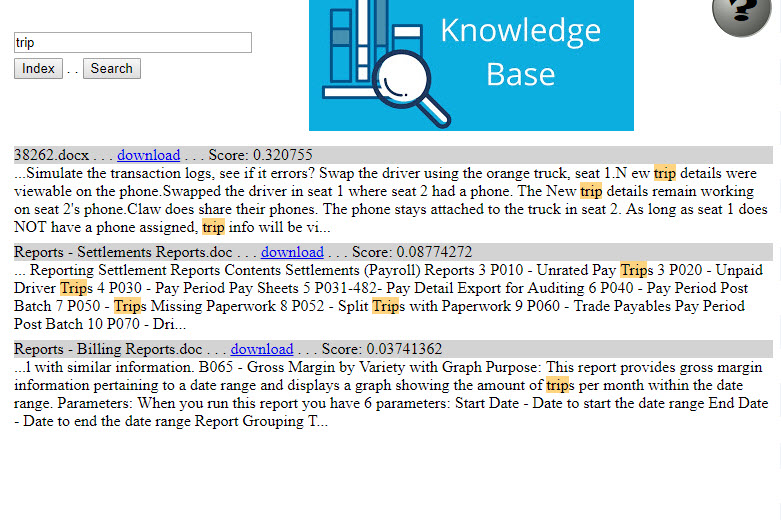 trip
Index . . Search
Knowledge
Base
?
38262.docx . . . download . . . Score: 0.320755
...Simulate the transaction logs, see if it errors? Swap the driver using the orange truck, seat 1.N ew trip details were
viewable on the phone.Swapped the driver in seat 1 where seat 2 had a phone. The New trip details remain working
on seat 2's phone.Claw does share their phones. The phone stays attached to the truck in seat 2. As long as seat 1 does
NOT have a phone assigned, trip info will be vi...
Reports - Settlements Reports.doc . . . download . . . Score: 0.08774272
... Reporting Settlement Reports Contents Settlements (Payroll) Reports 3 P010 - Unrated Pay Trips 3 P020 - Unpaid
Driver Trips 4 P030 - Pay Period Pay Sheets 5 P031-482- Pay Detail Export for Auditing 6 P040 - Pay Period Post
Batch 7 P050 - Trips Missing Paperwork 8 P052 - Split Trips with Paperwork 9 P060 - Trade Payables Pay Period
Post Batch 10 P070 - Dri...
Reports - Billing Reports.doc . . . download . . . Score: 0.03741362
...l with similar information. B065 - Gross Margin by Variety with Graph Purpose: This report provides gross margin
information pertaining to a date range and displays a graph showing the amount of trips per month within the date
range. Parameters: When you run this report you have 6 parameters: Start Date - Date to start the date range End Date
- Date to end the date range Report Grouping T...